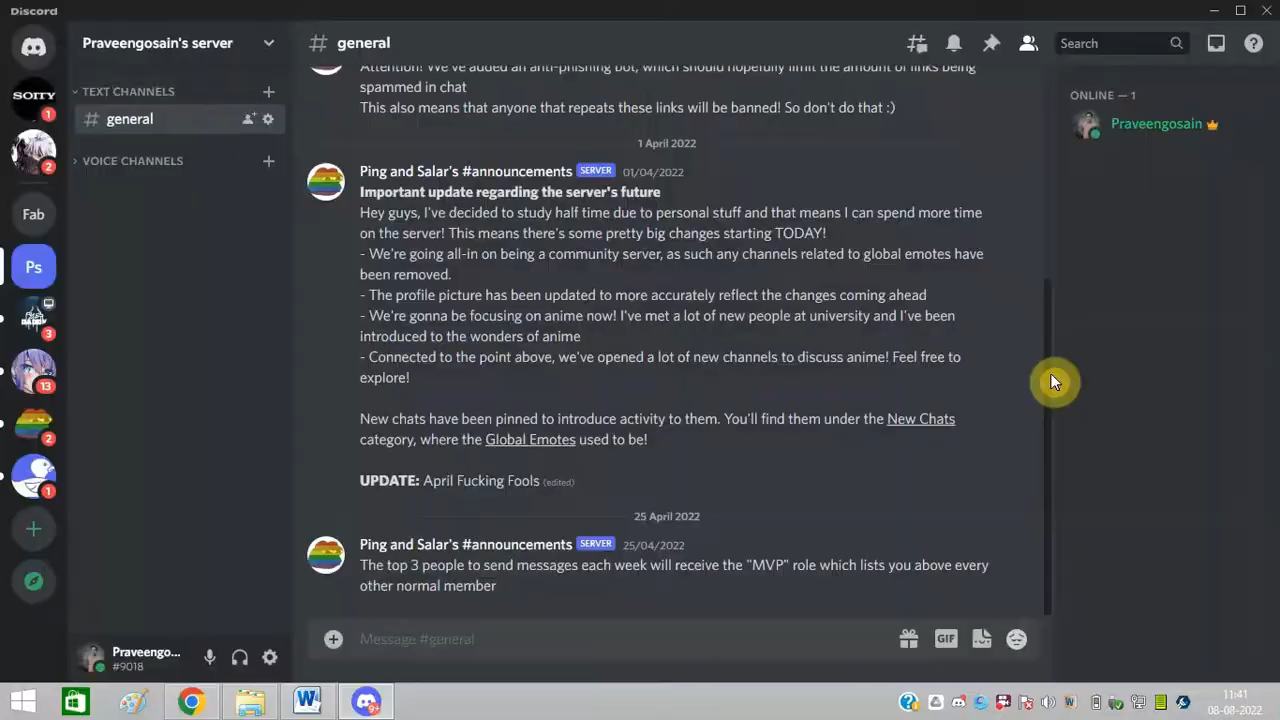 Discord
Praveengosain's server
general
Search
SOITY
1
2
Fab
Ps
3
13
2
1
TEXT CHANNELS
general
VOICE CHANNELS
Attention! We've added an anti-phishing bot, which should hopefully limit the amount of links being
spammed in chat
This also means that anyone that repeats these links will be banned! So don't do that :)
1 April 2022
Ping and Salar's #announcements SERVER 01/04/2022
Important update regarding the server's future
Hey guys, I've decided to study half time due to personal stuff and that means I can spend more time
on the server! This means there's some pretty big changes starting TODAY!
- We're going all-in on being a community server, as such any channels related to global emotes have
been removed.
- The profile picture has been updated to more accurately reflect the changes coming ahead
- We're gonna be focusing on anime now! I've met a lot of new people at university and I've been
introduced to the wonders of anime
- Connected to the point above, we've opened a lot of new channels to discuss anime! Feel free to
explore!
New chats have been pinned to introduce activity to them. You'll find them under the New Chats
category, where the Global Emotes used to be!
UPDATE: April Fucking Fools (edited)
25 April 2022
Ping and Salar's #announcements SERVER 25/04/2022
The top 3 people to send messages each week will receive the "MVP" role which lists you above every
other normal member
Message #general
GIF
ONLINE — 1
Praveengosain
Praveengo...
#9018
9+
11:41
08-08-2022